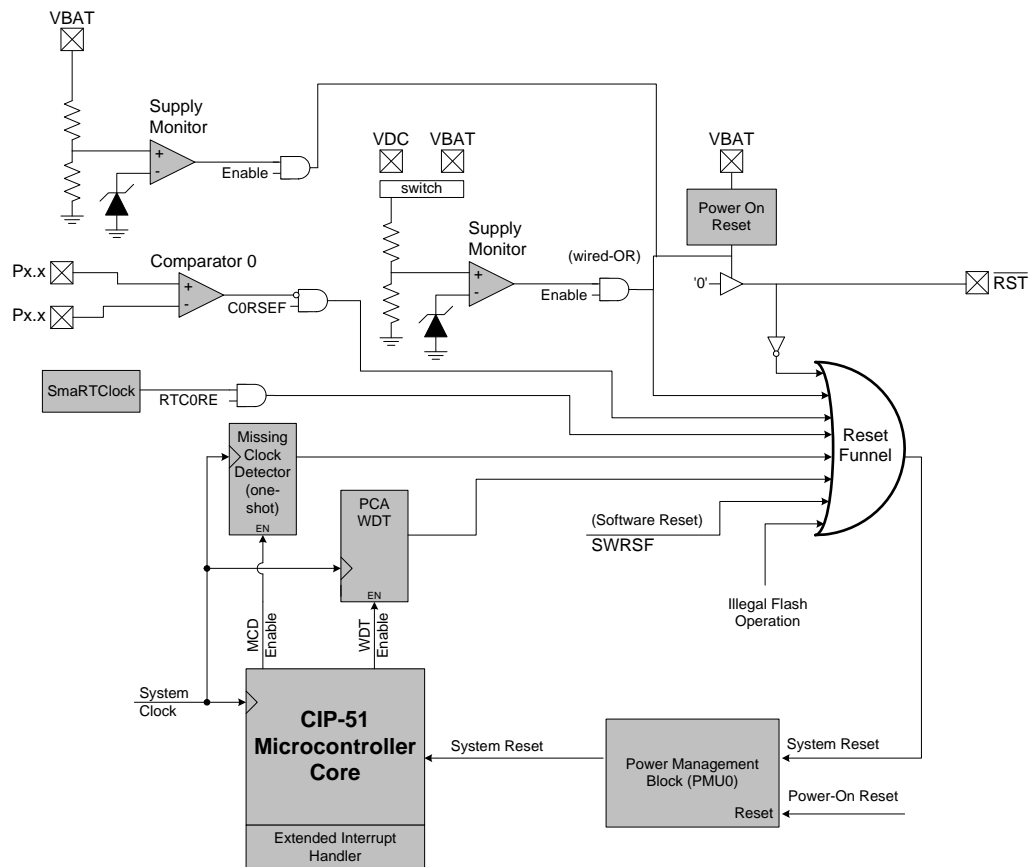 VBAT
Supply
Monitor
+
-
Enable
VDC
VBAT
switch
Supply
Monitor
+
-
Enable
(wired-OR)
VBAT
Power On
Reset
'0'
RST
Px.x
Px.x
Comparator 0
+
-
C0RSEF
SmaRTClock
RTC0RE
Missing
Clock
Detector
(one-
shot)
EN
PCA
WDT
EN
(Software Reset)
SWRSF
Illegal Flash
Operation
Reset
Funnel
MCD
Enable
WDT
Enable
System
Clock
CIP-51
Microcontroller
Core
Extended Interrupt
Handler
System Reset
Power Management
Block (PMU0)
Reset
System Reset
Power-On Reset